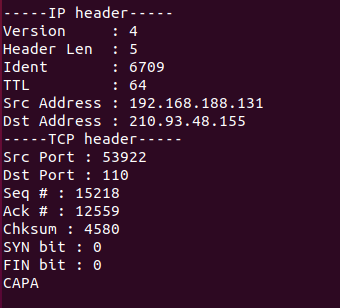 -----IP header-----
Version     : 4
Header Len  : 5
Ident       : 6709
TTL         : 64
Src Address : 192.168.188.131
Dst Address : 210.93.48.155
-----TCP header-----
Src Port : 53922
Dst Port : 110
Seq # : 15218
Ack # : 12559
Chksum : 4580
SYN bit : 0
FIN bit : 0
CAPA